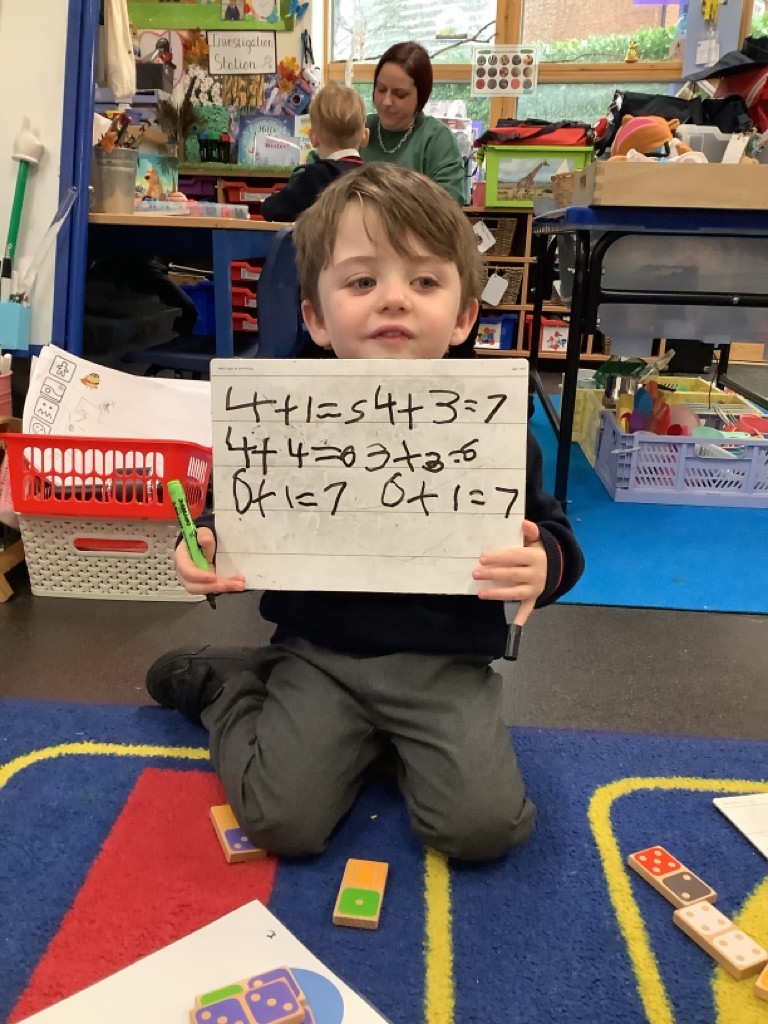 Investigation
Station
4+1=5 4+3=7
4+4=8 3+3=6
6+1=7 6+1=7